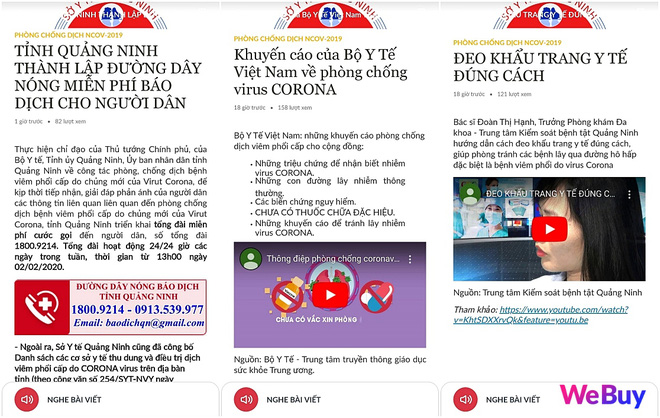 SỞ Y
NINH THÀNH LẬP
NINH
PHÒNG CHỐNG DỊCH NCOV-2019
TỈNH QUẢNG NINH
THÀNH LẬP ĐƯỜNG DÂY
NÓNG MIỄN PHÍ BÁO
DỊCH CHO NGƯỜI DÂN
1 giờ trước • 82 lượt xem
Thực hiện chỉ đạo của Thủ tướng Chính phủ, của
Bộ Y tế, Tỉnh ủy Quảng Ninh, Ủy ban nhân dân tỉnh
Quảng Ninh về công tác phòng, chống dịch bệnh
viêm phổi cấp do chủng mới của Virut Corona, để
kịp thời tiếp nhận, giải đáp phản ánh của người dân
các thông tin liên quan liên quan đến phòng chống
dịch bệnh viêm phổi cấp do chủng mới của Virut
Corona, tỉnh Quảng Ninh triển khai tổng đài miễn
phí cước gọi đến người dân, số tổng đài
1800.9214. Tổng đài hoạt động 24/24 giờ các
ngày trong tuần, thời gian từ 13h00 ngày
02/02/2020.
ĐƯỜNG DÂY NÓNG BÁO DỊCH
TỈNH QUẢNG NINH
1800.9214 - 0913.539.977
Email: baodichqn@gmail.com
- Ngoài ra, Sở Y tế Quảng Ninh cũng đã công bố
Danh sách các cơ sở y tế thu dung và điều trị dịch
viêm phổi cấp do CORONA virus trên địa bàn
tỉnh (theo công văn số 254/SYT-NVY ngày
NGHE BÀI VIẾT
SỞ Y
NINH
Bộ Y Tế Việt Nam
PHÒNG CHỐNG DỊCH NCOV-2019
Khuyến cáo của Bộ Y Tế
Việt Nam về phòng chống
virus CORONA
18 giờ trước • 158 lượt xem
Bộ Y Tế Việt Nam: những khuyến cáo phòng chống
dịch viêm phổi cấp cho cộng đồng:
• Những triệu chứng để nhận biết nhiễm
virus CORONA.
• Những con đường lây nhiễm thông
thường.
• Các biến chứng nguy hiểm.
• CHƯA CÓ THUỐC CHỮA ĐẶC HIỆU.
• Những khuyến cáo để tránh lây nhiễm
virus CORONA.
Thông điệp phòng chống coronav...
CHƯA CÓ VẮC XIN PHÒNG
Nguồn: Bộ Y Tế - Trung tâm truyền thông giáo dục
sức khỏe Trung ương.
NGHE BÀI VIẾT
SỞ Y
NINH
TRANG Y TẾ
PHÒNG CHỐNG DỊCH NCOV-2019
ĐEO KHẨU TRANG Y TẾ
ĐÚNG CÁCH
18 giờ trước • 121 lượt xem
Bác sĩ Đoàn Thị Hạnh, Trưởng Phòng khám Đa
khoa - Trung tâm Kiểm soát bệnh tật Quảng Ninh
hướng dẫn cách đeo khẩu trang y tế đúng cách,
giúp phòng tránh các bệnh lây qua đường hô hấp
đặc biệt là bệnh viêm phổi do virus Corona
ĐEO KHẨU TRANG Y TẾ ĐÚNG C...
Nguồn: Trung tâm Kiểm soát bệnh tật Quảng Ninh
Tham khảo: https://www.youtube.com/watch?
v=KhtSDXXrvQk&feature=youtu.be
NGHE BÀI VIẾT
WeBuy